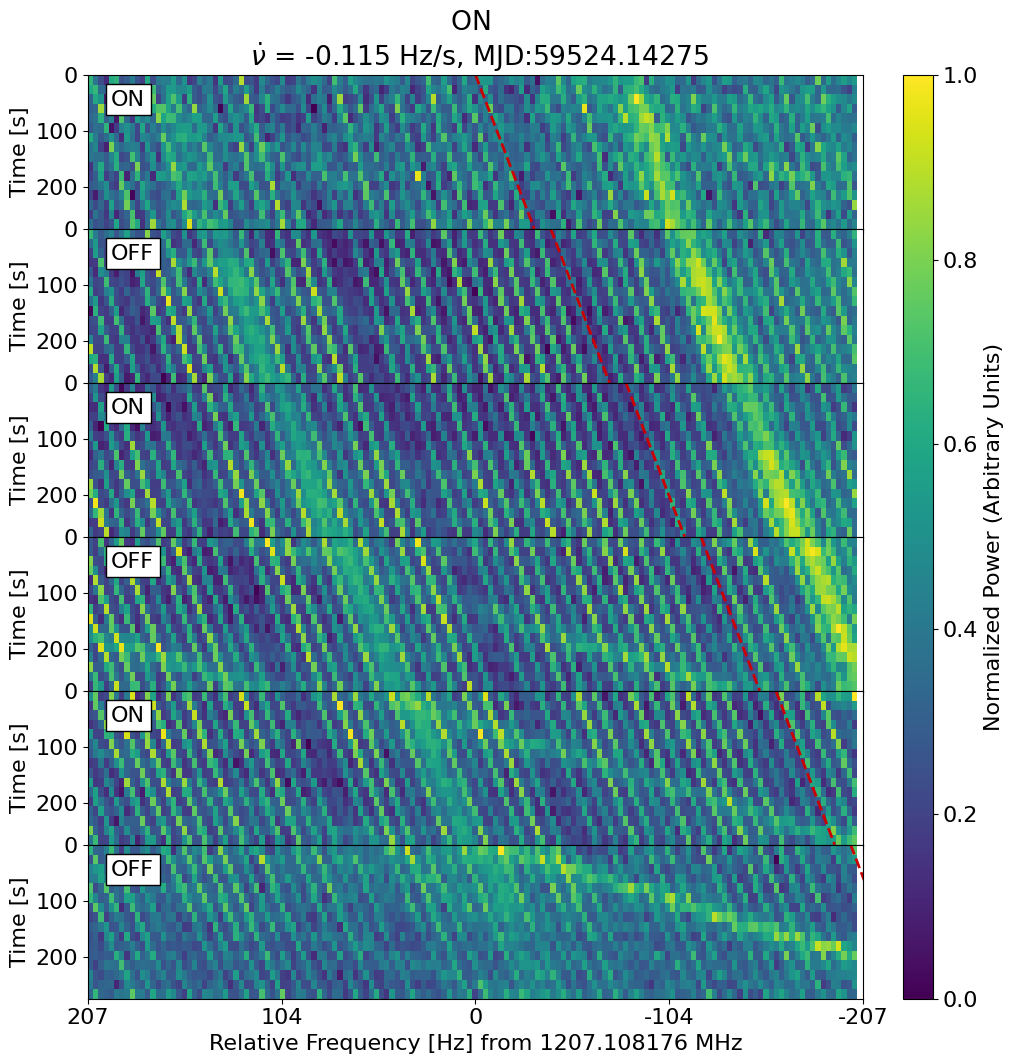 ON
ν̇ = -0.115 Hz/s, MJD:59524.14275
0
ON
Time [s]
100
200
0
OFF
Time [s]
100
200
0
ON
Time [s]
100
200
0
OFF
Time [s]
100
200
0
ON
Time [s]
100
200
0
OFF
Time [s]
100
200
207 104 0 -104 -207
Relative Frequency [Hz] from 1207.108176 MHz
1.0
0.8
0.6
0.4
0.2
0.0
Normalized Power (Arbitrary Units)